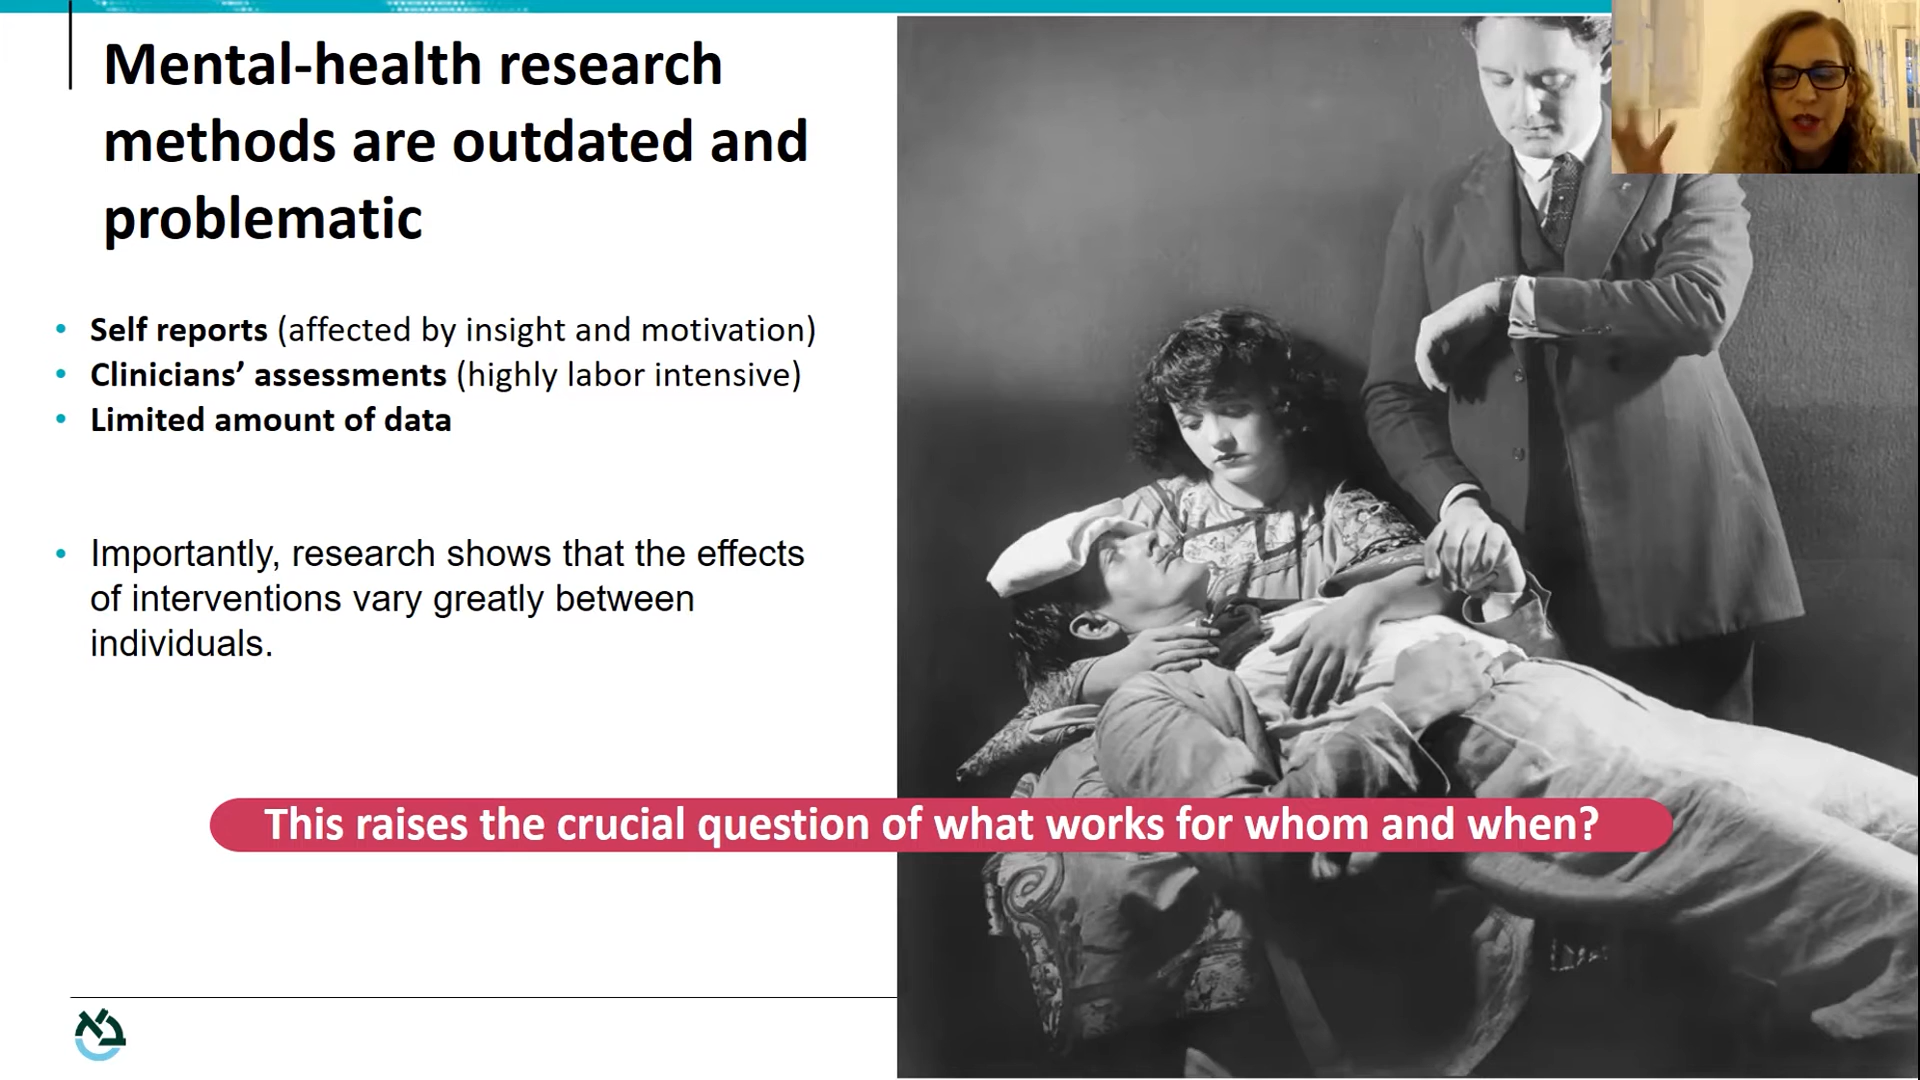 Mental-health research
methods are outdated and
problematic
• Self reports (affected by insight and motivation)
• Clinicians’ assessments (highly labor intensive)
• Limited amount of data
• Importantly, research shows that the effects
of interventions vary greatly between
individuals.
This raises the crucial question of what works for whom and when?